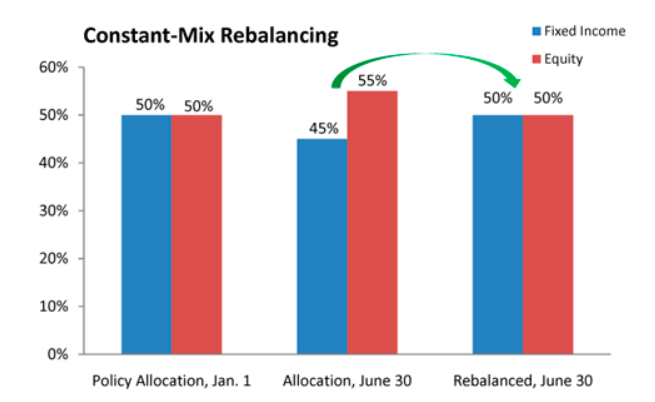 Constant-Mix Rebalancing
Fixed Income
Equity
60%
50%
40%
30%
20%
10%
0%
50% 50%
45% 55%
50% 50%
Policy Allocation, Jan. 1 Allocation, June 30 Rebalanced, June 30